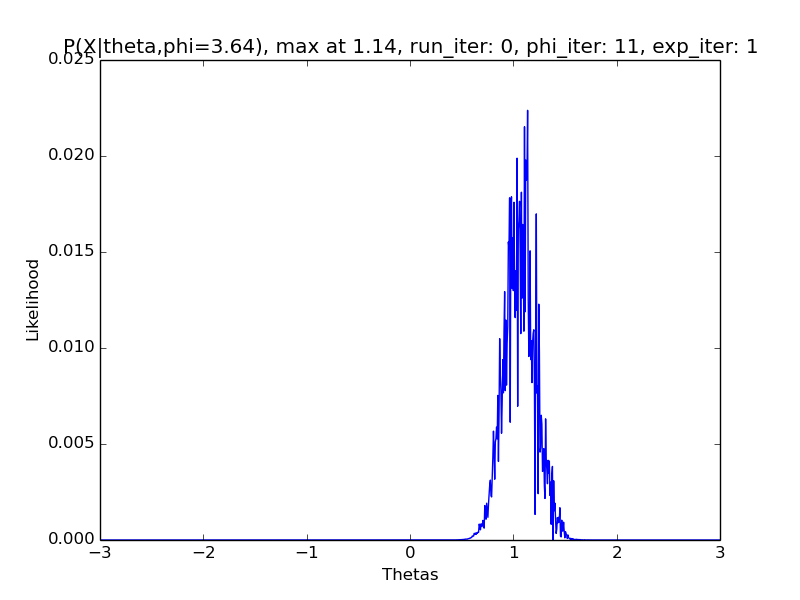 P(X|theta,phi=3.64), max at 1.14, run_iter: 0, phi_iter: 11, exp_iter: 1
0.025
0.020
0.015
0.010
0.005
0.000
Likelihood
−3 −2 −1 0 1 2 3
Thetas